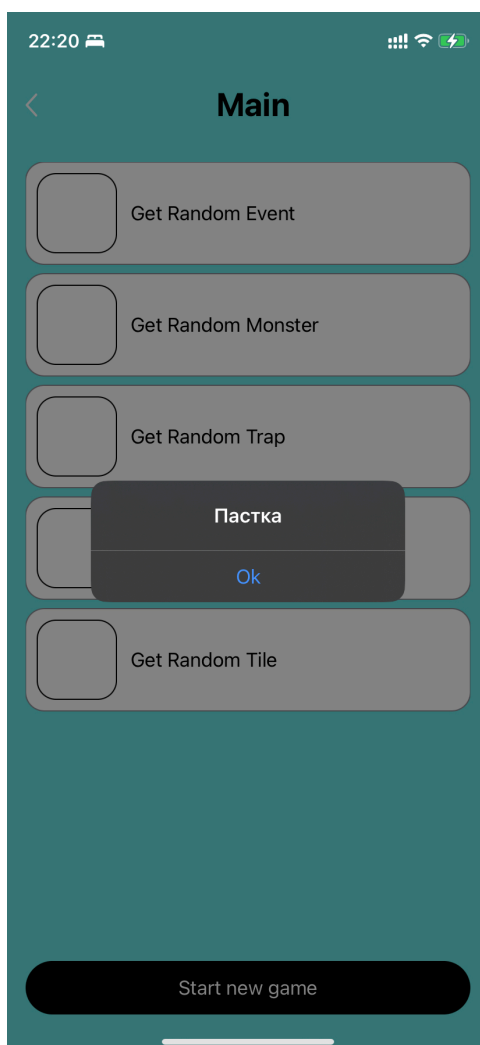 22:20
Main
Get Random Event
Get Random Monster
Get Random Trap
Пастка
Ok
Get Random Tile
Start new game